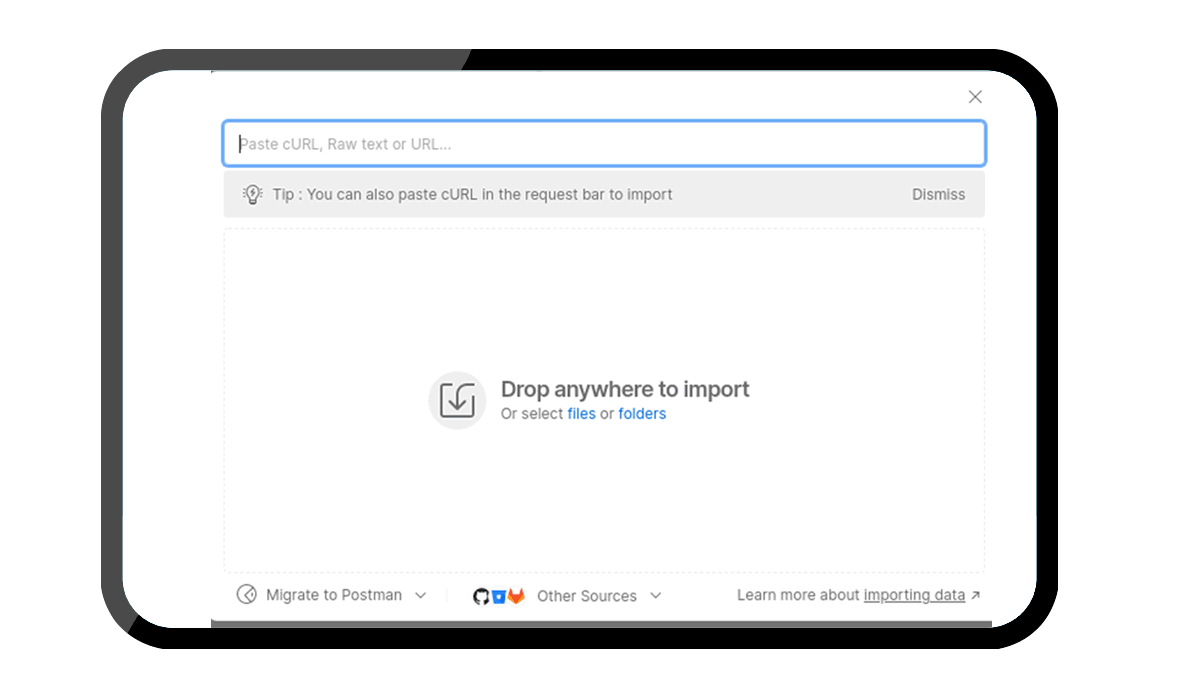 Paste cURL, Raw text or URL...
Tip : You can also paste cURL in the request bar to import
Dismiss
Drop anywhere to import
Or select files or folders
Migrate to Postman
Other Sources
Learn more about importing data ↗